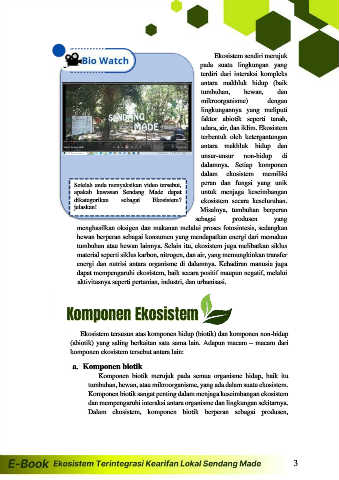 Bio Watch
SENDANG
MADE
Setelah anda menyaksikan video tersebut,
apakah kawasan Sendang Made dapat
dikategorikan sebagai Ekosistem?
Jelaskan!
Ekosistem sendiri merujuk
pada suatu lingkungan yang
terdiri dari interaksi kompleks
antara makhluk hidup (baik
tumbuhan, hewan, dan
mikroorganisme) dengan
lingkungannya yang meliputi
faktor abiotik seperti tanah,
udara, air, dan iklim. Ekosistem
terbentuk oleh ketergantungan
antara makhluk hidup dan
unsur-unsur non-hidup di
dalamnya. Setiap komponen
dalam ekosistem memiliki
peran dan fungsi yang unik
untuk menjaga keseimbangan
ekosistem secara keseluruhan.
Misalnya, tumbuhan berperan
sebagai produsen yang
menghasilkan oksigen dan makanan melalui proses fotosintesis, sedangkan
hewan berperan sebagai konsumen yang mendapatkan energi dari memakan
tumbuhan atau hewan lainnya. Selain itu, ekosistem juga melibatkan siklus
material seperti siklus karbon, nitrogen, dan air, yang memungkinkan transfer
energi dan nutrisi antara organisme di dalamnya. Kehadiran manusia juga
dapat mempengaruhi ekosistem, baik secara positif maupun negatif, melalui
aktivitasnya seperti pertanian, industri, dan urbanisasi.
Komponen Ekosistem
Ekosistem tersusun atas komponen hidup (biotik) dan komponen non-hidup
(abiotik) yang saling berkaitan satu sama lain. Adapun macam – macam dari
komponen ekosistem tersebut antara lain:
a. Komponen biotik
Komponen biotik merujuk pada semua organisme hidup, baik itu
tumbuhan, hewan, atau mikroorganisme, yang ada dalam suatu ekosistem.
Komponen biotik sangat penting dalam menjaga keseimbangan ekosistem
dan mempengaruhi interaksi antara organisme dan lingkungan sekitarnya.
Dalam ekosistem, komponen biotik berperan sebagai produsen,
E-Book Ekosistem Terintegrasi Kearifan Lokal Sendang Made 3